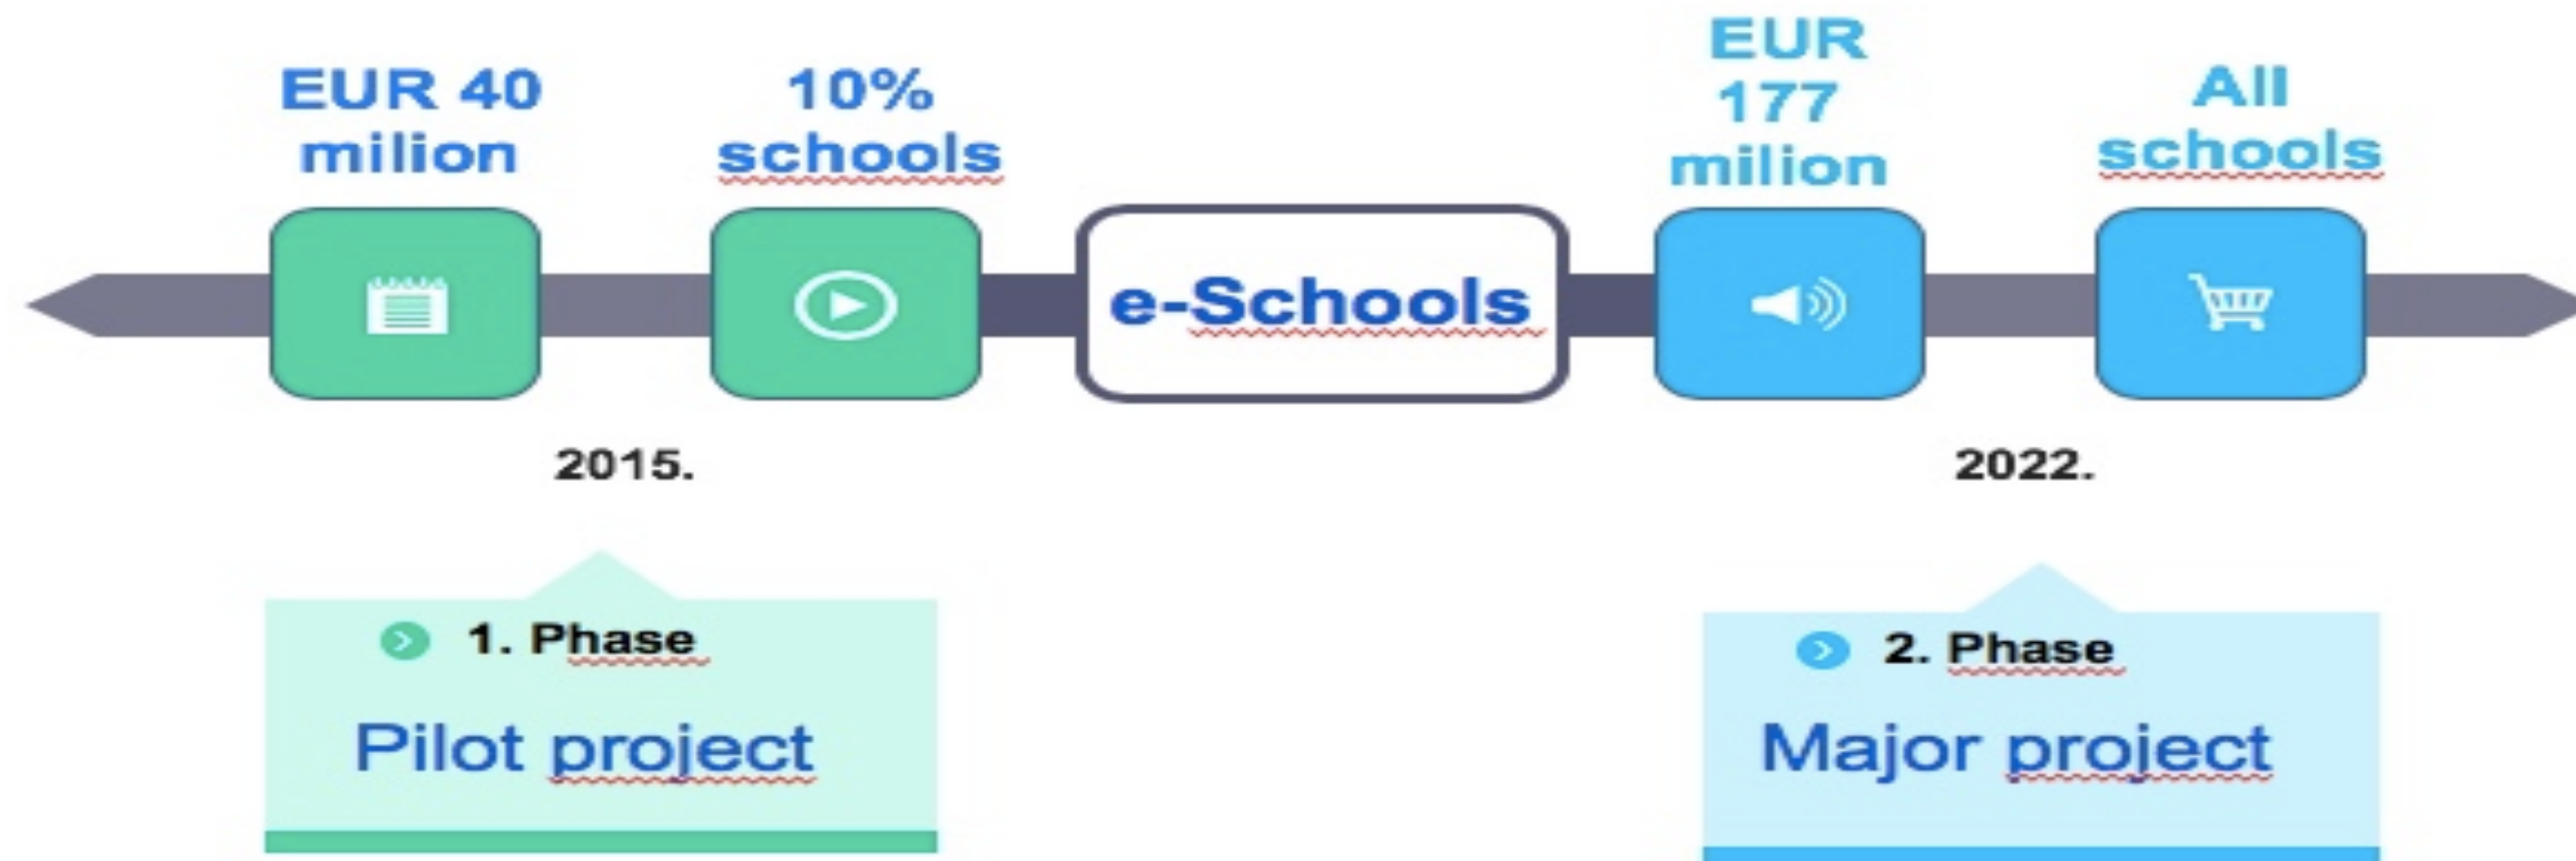 EUR 40
milion
10%
schools
EUR
177
milion
All
schools
e-Schools
2015.
2022.
1. Phase
Pilot project
2. Phase
Major project